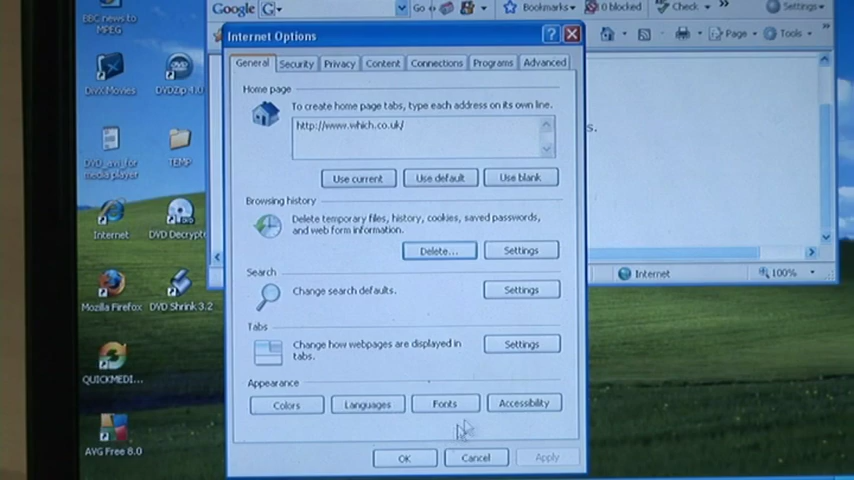 BBC news to
MPEG
DivX Movies
DVDZip 4.0
DVD_avi_for
media player
TEMP
Internet
DVD Decrypt
Mozilla Firefox
DVD Shrink 3.2
QUICKMEDI...
AVG Free 8.0
Google
G
Go
Bookmarks
0 blocked
Check
Settings
Page
Tools
s.
Internet
100%
Internet Options
General
Security
Privacy
Content
Connections
Programs
Advanced
Home page
To create home page tabs, type each address on its own line.
http://www.which.co.uk/
Use current
Use default
Use blank
Browsing history
Delete temporary files, history, cookies, saved passwords,
and web form information.
Delete...
Settings
Search
Change search defaults.
Settings
Tabs
Change how webpages are displayed in
tabs.
Settings
Appearance
Colors
Languages
Fonts
Accessibility
OK
Cancel
Apply